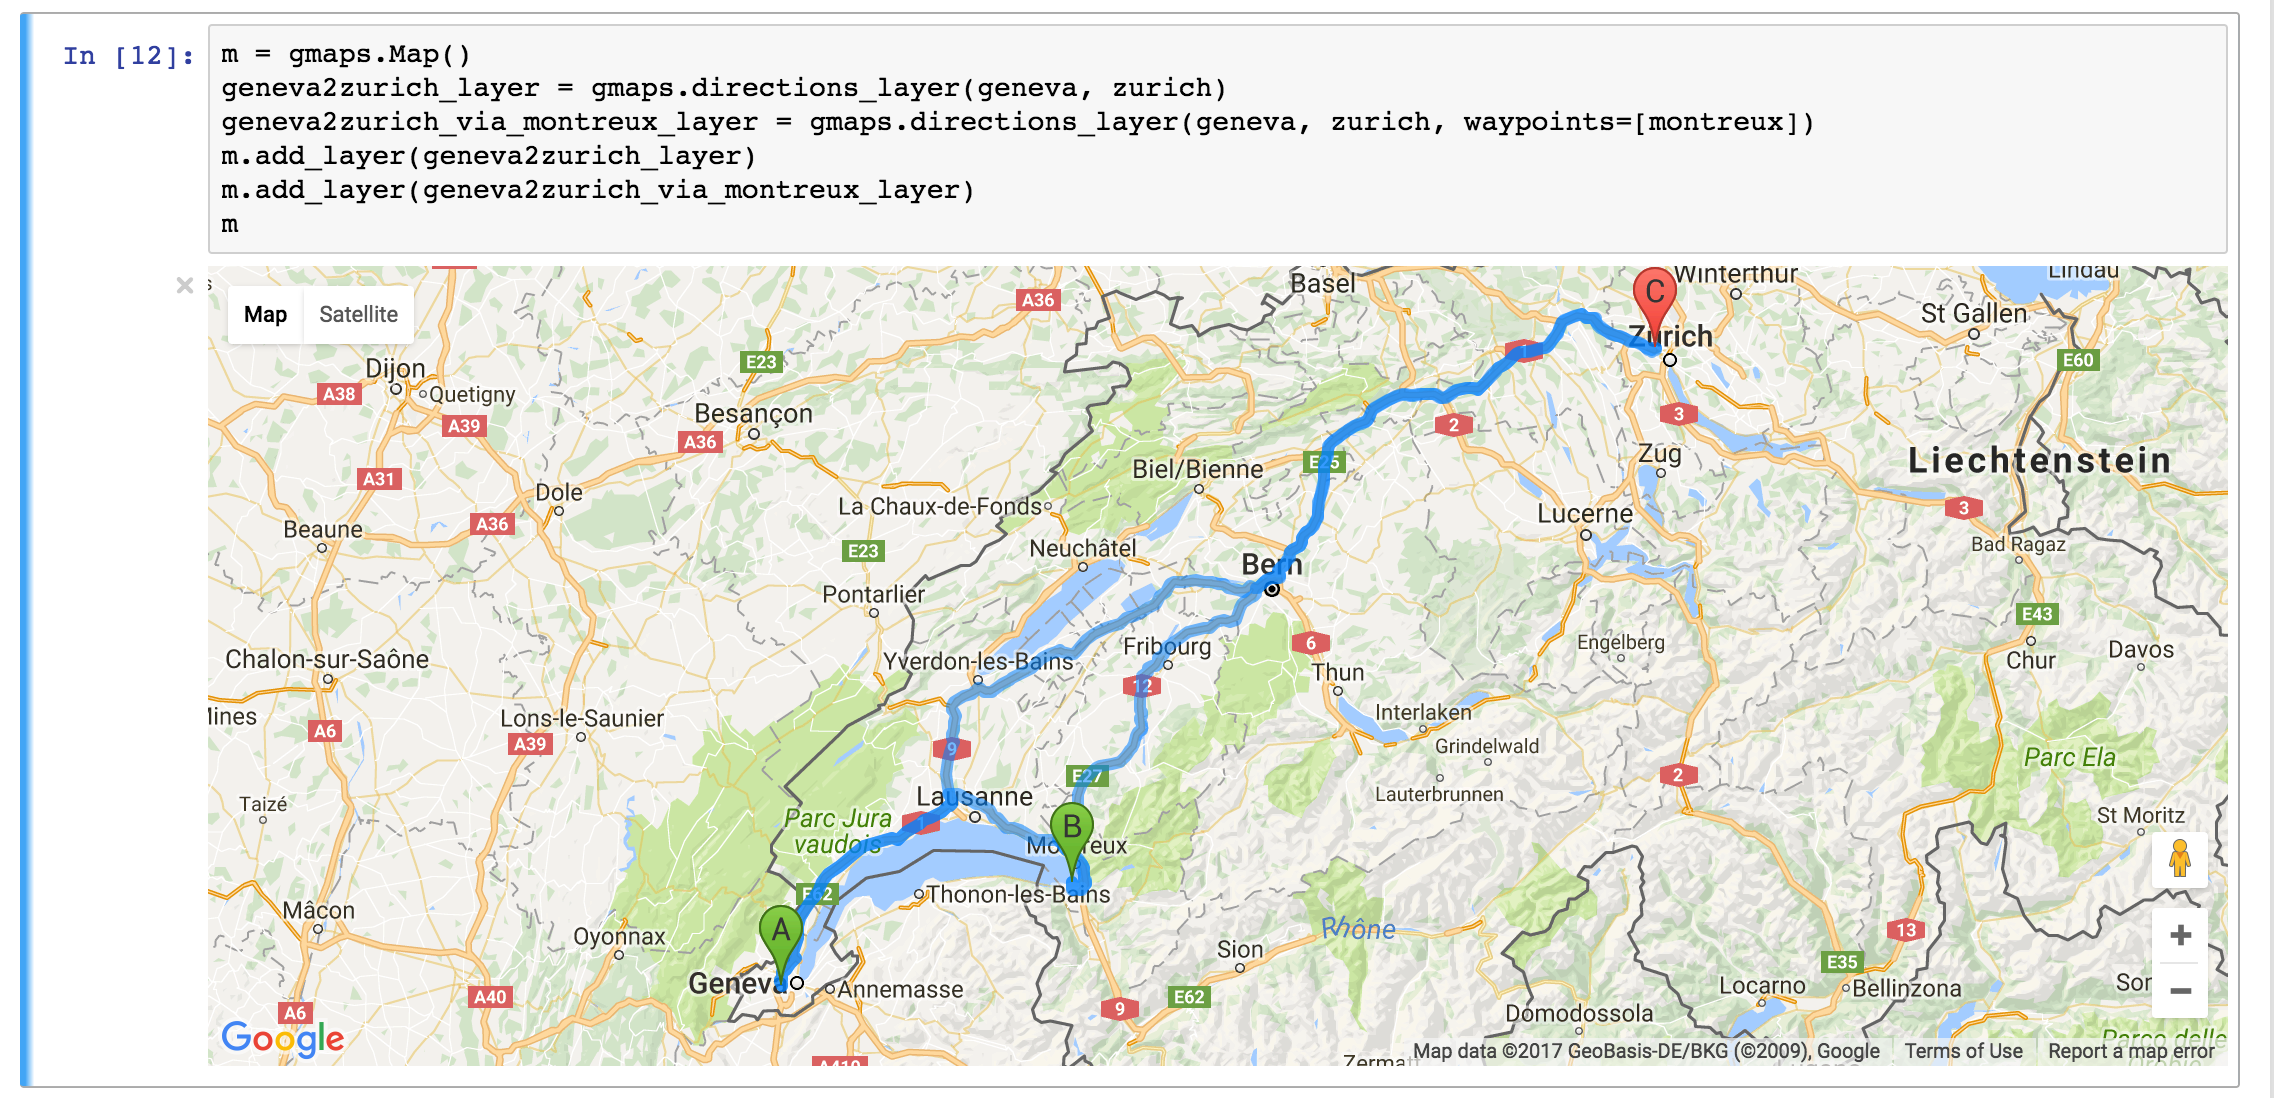 In [12]:
m = gmaps.Map()
geneva2zurich_layer = gmaps.directions_layer(geneva, zurich)
geneva2zurich_via_montreux_layer = gmaps.directions_layer(geneva, zurich, waypoints=[montreux])
m.add_layer(geneva2zurich_layer)
m.add_layer(geneva2zurich_via_montreux_layer)
m
×
Map Satellite
Basel
C
Winterthur
Lindau
A36
St Gallen
Zurich
E23
1
E60
Dijon
A38
Quetigny
A39
Besançon
A36
2
3
Zug
Liechtenstein
A31
Biel/Bienne
E25
Dole
La Chaux-de-Fonds
Lucerne
3
A36
Beaune
Neuchâtel
E23
Bern
Bad Ragaz
Pontarlier
E43
Fribourg
6
Engelberg
Chalon-sur-Saône
Yverdon-les-Bains
Thun
Chur
Davos
12
Lons-le-Saunier
Interlaken
A6
A39
9
Grindelwald
Parc Ela
E27
2
Lauterbrunnen
Taizé
Lausanne
Parc Jura
vaudois
1
B
Montreux
St Moritz
E62
Thonon-les-Bains
Mâcon
A
Oyonnax
Rhône
13
Sion
E35
Geneva
Annemasse
A40
E62
9
Locarno
Bellinzona
A6
Domodossola
+
−
Google
Parco delle
Map data ©2017 GeoBasis-DE/BKG (©2009), Google
Terms of Use
Report a map error